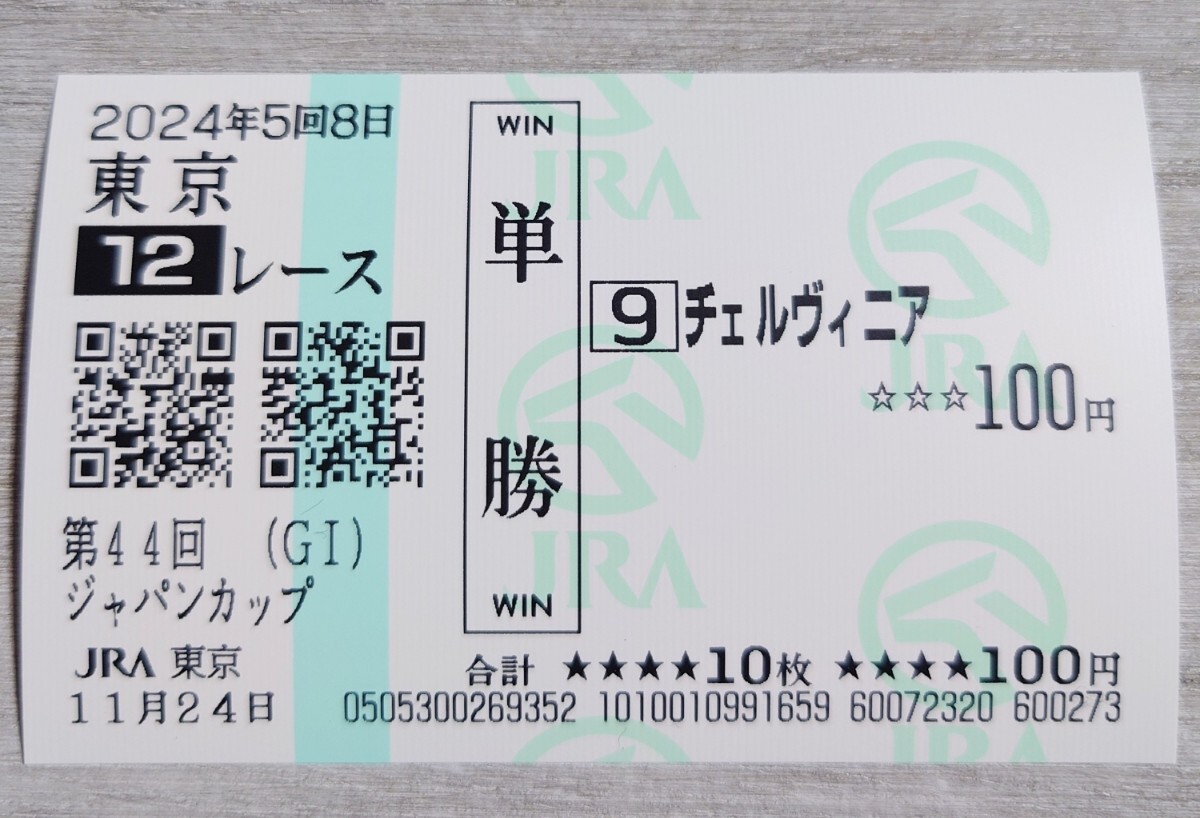 2024年5回8日
東京
12レース
第44回 (GI)
ジャパンカップ
JRA 東京
11月24日
WIN
単勝
WIN
9 チェルヴィニア
☆☆☆100円
合計 ★★★★10枚 ★★★★100円
0505300269352 1010010991659 60072320 600273
JRA
JRA
JRA
JRA